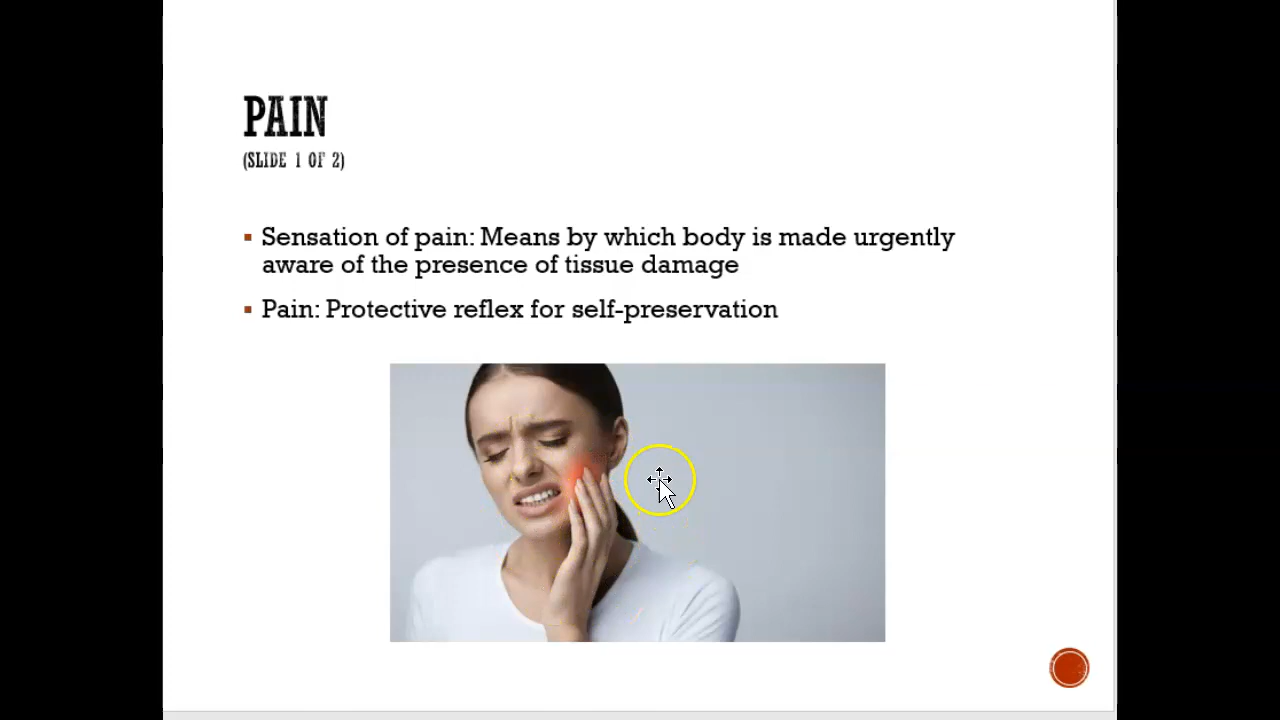 PAIN
(SLIDE 1 OF 2)
Sensation of pain: Means by which body is made urgently
aware of the presence of tissue damage
Pain: Protective reflex for self-preservation